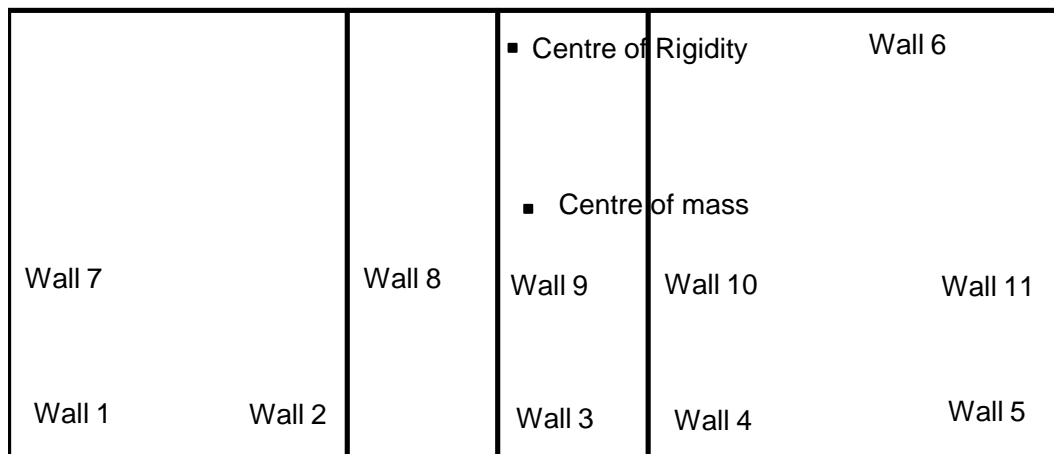 Centre of Rigidity
Wall 6
Centre of mass
Wall 7
Wall 8
Wall 9
Wall 10
Wall 11
Wall 1
Wall 2
Wall 3
Wall 4
Wall 5